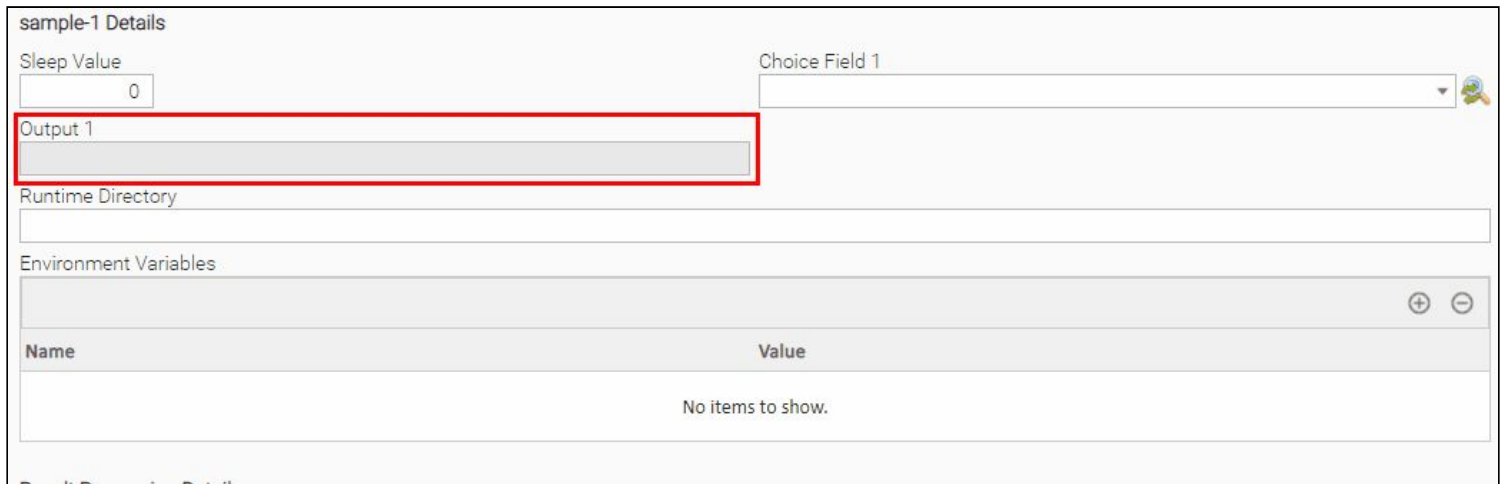 sample-1 Details
Sleep Value
Choice Field 1
0
Output 1
Runtime Directory
Environment Variables
Name Value
No items to show.